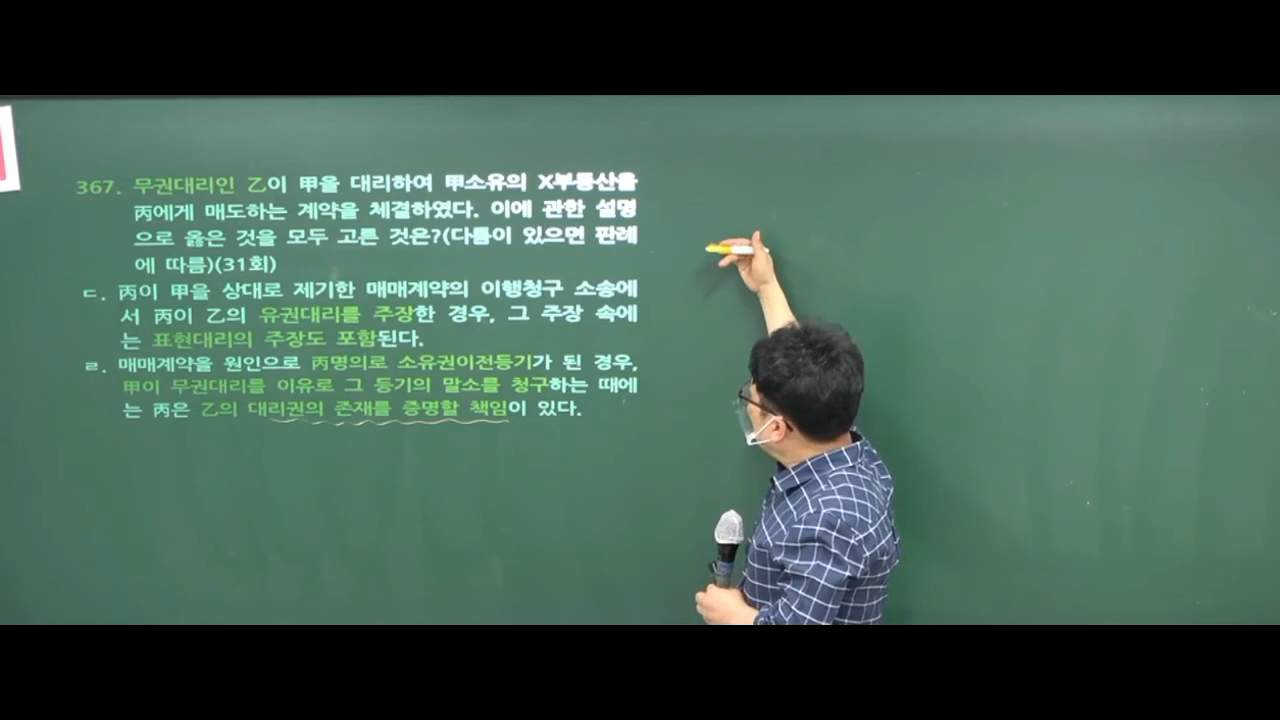 367. 무권대리인 乙이 甲을 대리하여 甲소유의 X부동산을
丙에게 매도하는 계약을 체결하였다. 이에 관한 설명
으로 옳은 것을 모두 고른 것은?(다툼이 있으면 판례
에 따름)(31회)
ㄷ. 丙이 甲을 상대로 제기한 매매계약의 이행청구 소송에
서 丙이 乙의 유권대리를 주장한 경우, 그 주장 속에
는 표현대리의 주장도 포함된다.
ㄹ. 매매계약을 원인으로 丙명의로 소유권이전등기가 된 경우,
甲이 무권대리를 이유로 그 등기의 말소를 청구하는 때에
는 丙은 乙의 대리권의 존재를 증명할 책임이 있다.